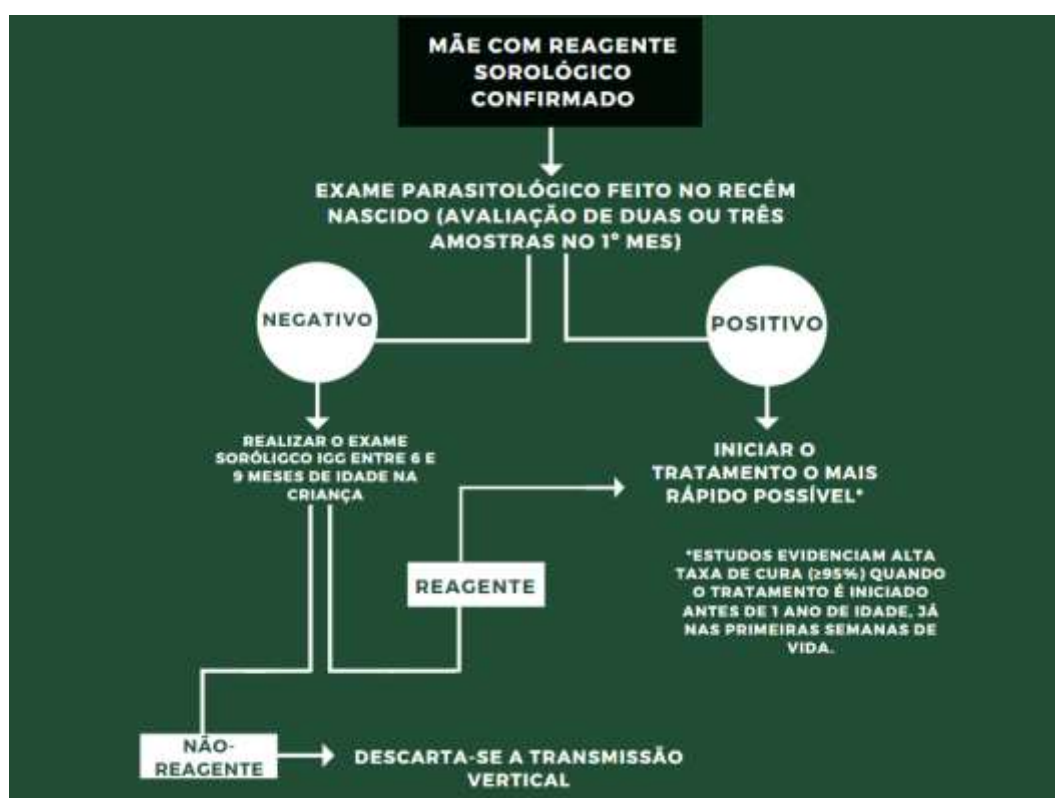 MÃE COM REAGENTE
SOROLÓGICO
CONFIRMADO
EXAME PARASITOLÓGICO FEITO NO RECÉM
NASCIDO (AVALIAÇÃO DE DUAS OU TRÊS
AMOSTRAS NO 1º MES)
NEGATIVO
POSITIVO
REALIZAR O EXAME
SORÓLIGCO IGG ENTRE 6 E
9 MESES DE IDADE NA
CRIANÇA
INICIAR O
TRATAMENTO O MAIS
RÁPIDO POSSÍVEL*
*ESTUDOS EVIDENCIAM ALTA
TAXA DE CURA (≥95%) QUANDO
O TRATAMENTO É INICIADO
ANTES DE 1 ANO DE IDADE, JÁ
NAS PRIMEIRAS SEMANAS DE
VIDA.
REAGENTE
NÃO-
REAGENTE
DESCARTA-SE A TRANSMISSÃO
VERTICAL